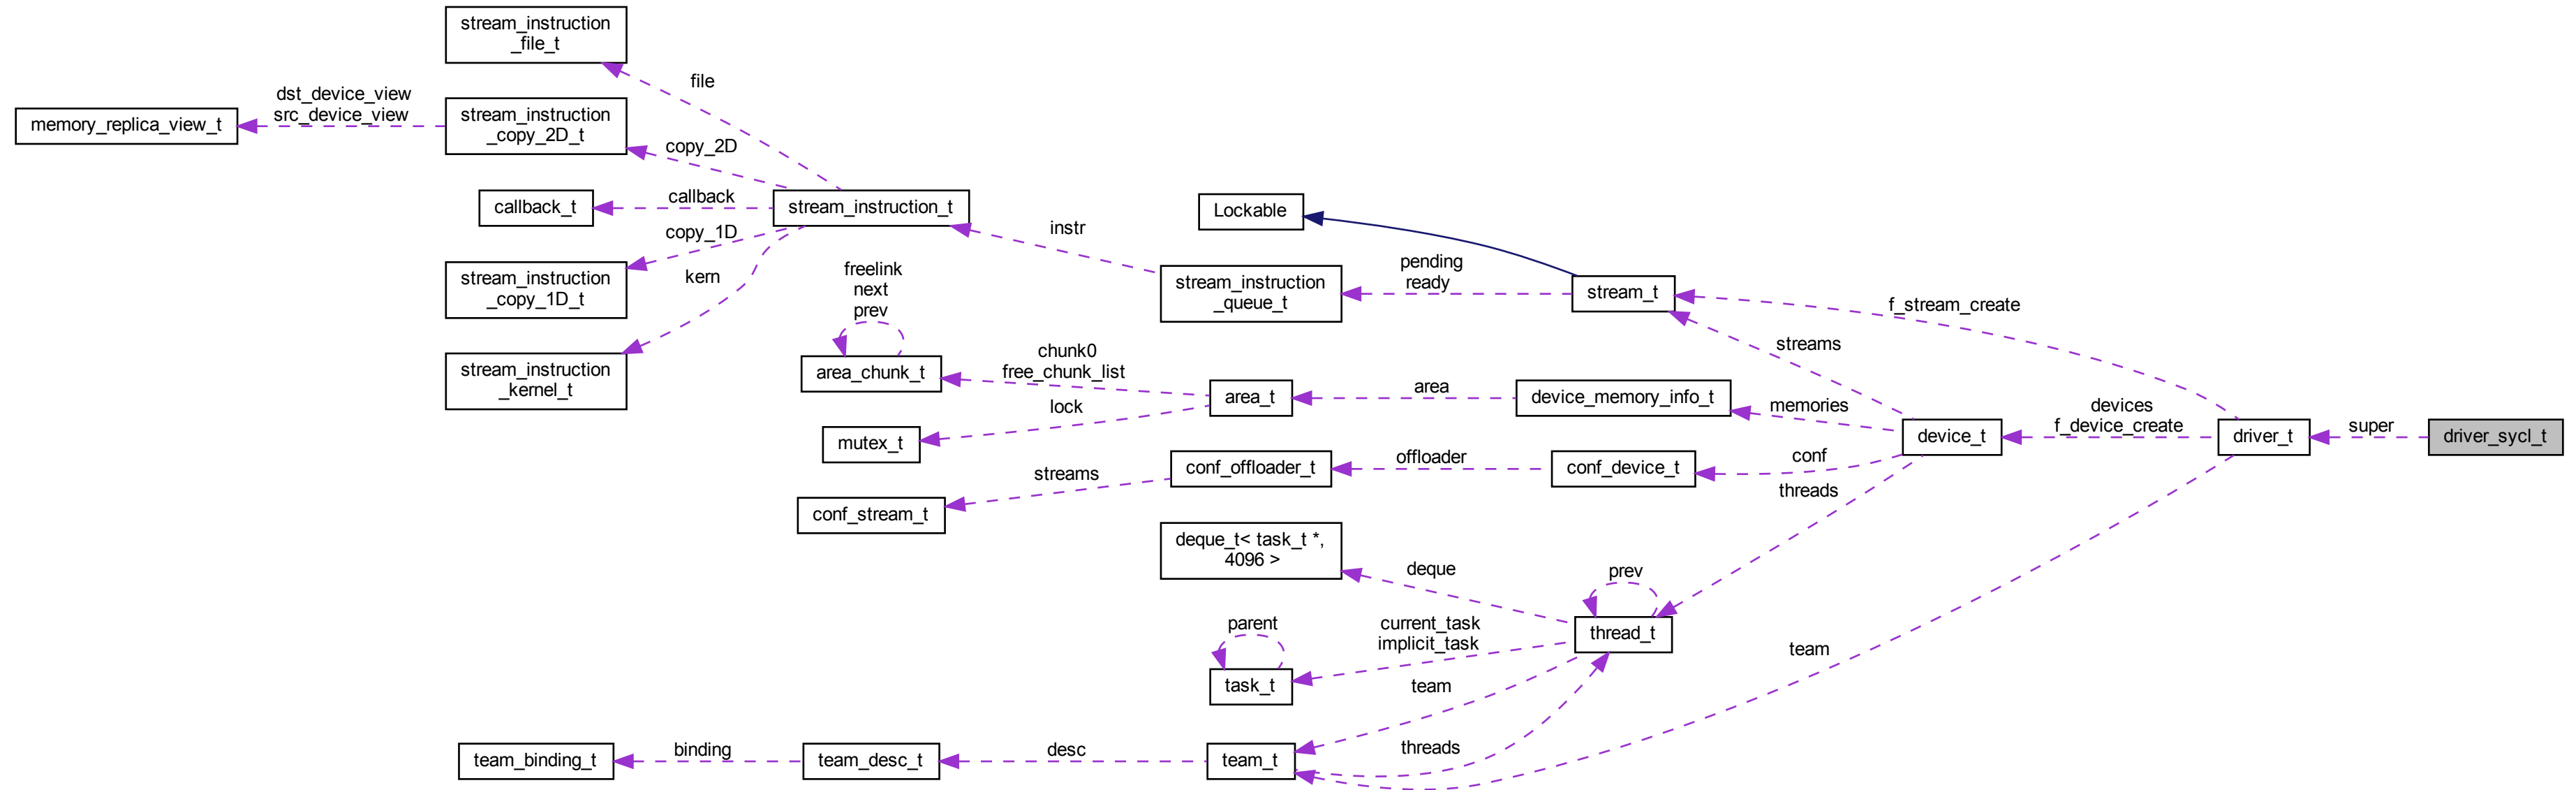 stream_instruction
_file_t
file
dst_device_view
src_device_view
memory_replica_view_t
stream_instruction
_copy_2D_t
copy_2D
callback_t
callback
stream_instruction_t
copy_1D
stream_instruction
_copy_1D_t
kern
stream_instruction
_kernel_t
instr
Lockable
stream_instruction
_queue_t
pending
ready
stream_t
f_stream_create
streams
freelink
next
prev
area_chunk_t
chunk0
free_chunk_list
lock
mutex_t
area_t
area
device_memory_info_t
memories
device_t
devices
f_device_create
driver_t
super
driver_sycl_t
conf_stream_t
streams
conf_offloader_t
offloader
conf_device_t
conf
threads
deque_t< task_t *,
4096 >
deque
prev
thread_t
current_task
implicit_task
parent
task_t
team
team
threads
team_binding_t
binding
team_desc_t
desc
team_t